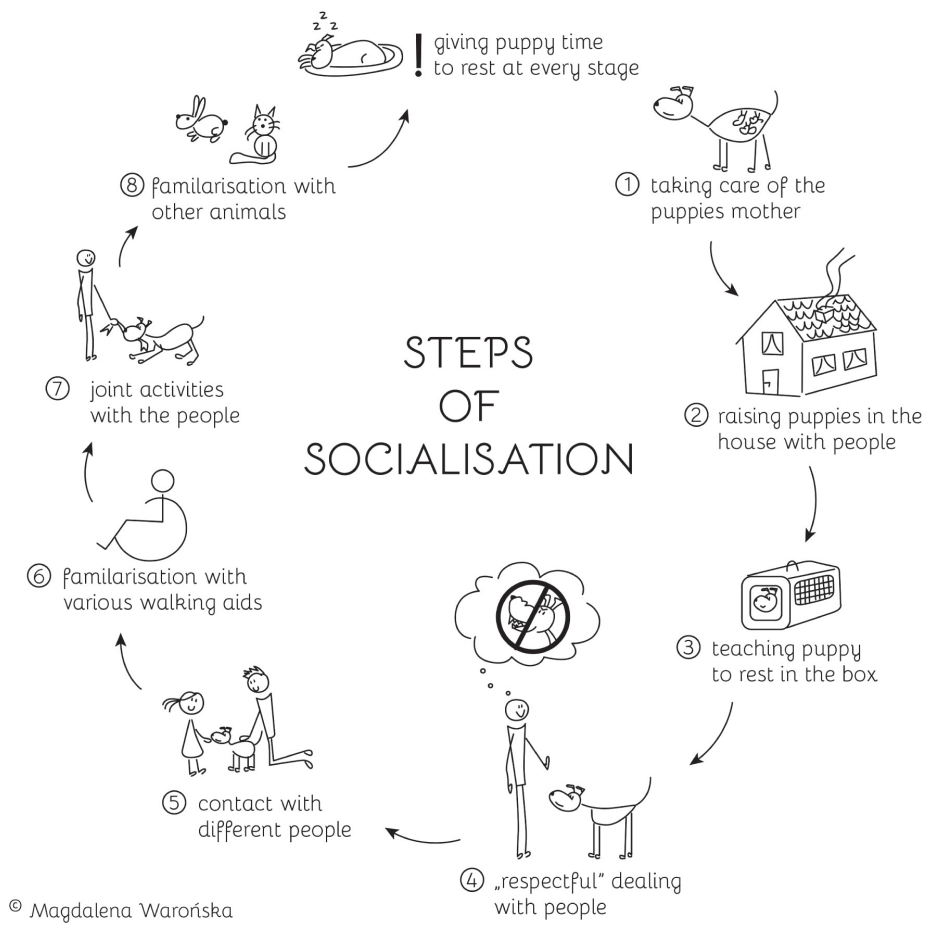 STEPS
OF
SOCIALISATION
z z z
! giving puppy time
to rest at every stage
1 taking care of the
puppies mother
2 raising puppies in the
house with people
3 teaching puppy
to rest in the box
4 „respectful” dealing
with people
5 contact with
different people
6 familarisation with
various walking aids
7 joint activities
with the people
8 familarisation with
other animals
© Magdalena Warońska